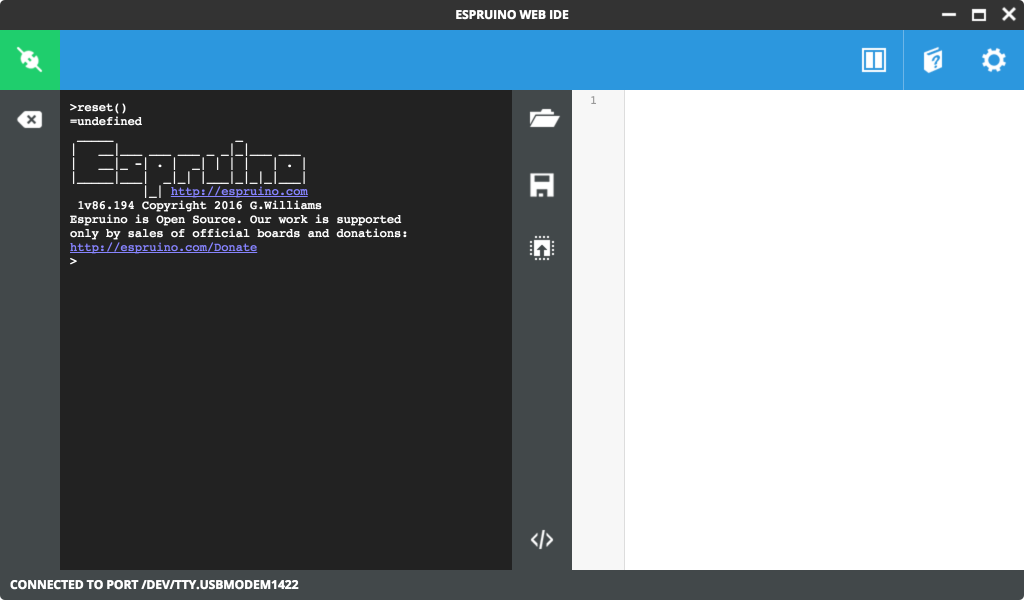 ESPRUINO WEB IDE
>reset()
=undefined
Espruino
http://espruino.com
1v86.194 Copyright 2016 G.Williams
Espruino is Open Source. Our work is supported
only by sales of official boards and donations:
http://espruino.com/Donate
>
1
CONNECTED TO PORT /DEV/TTY.USBMODEM1422